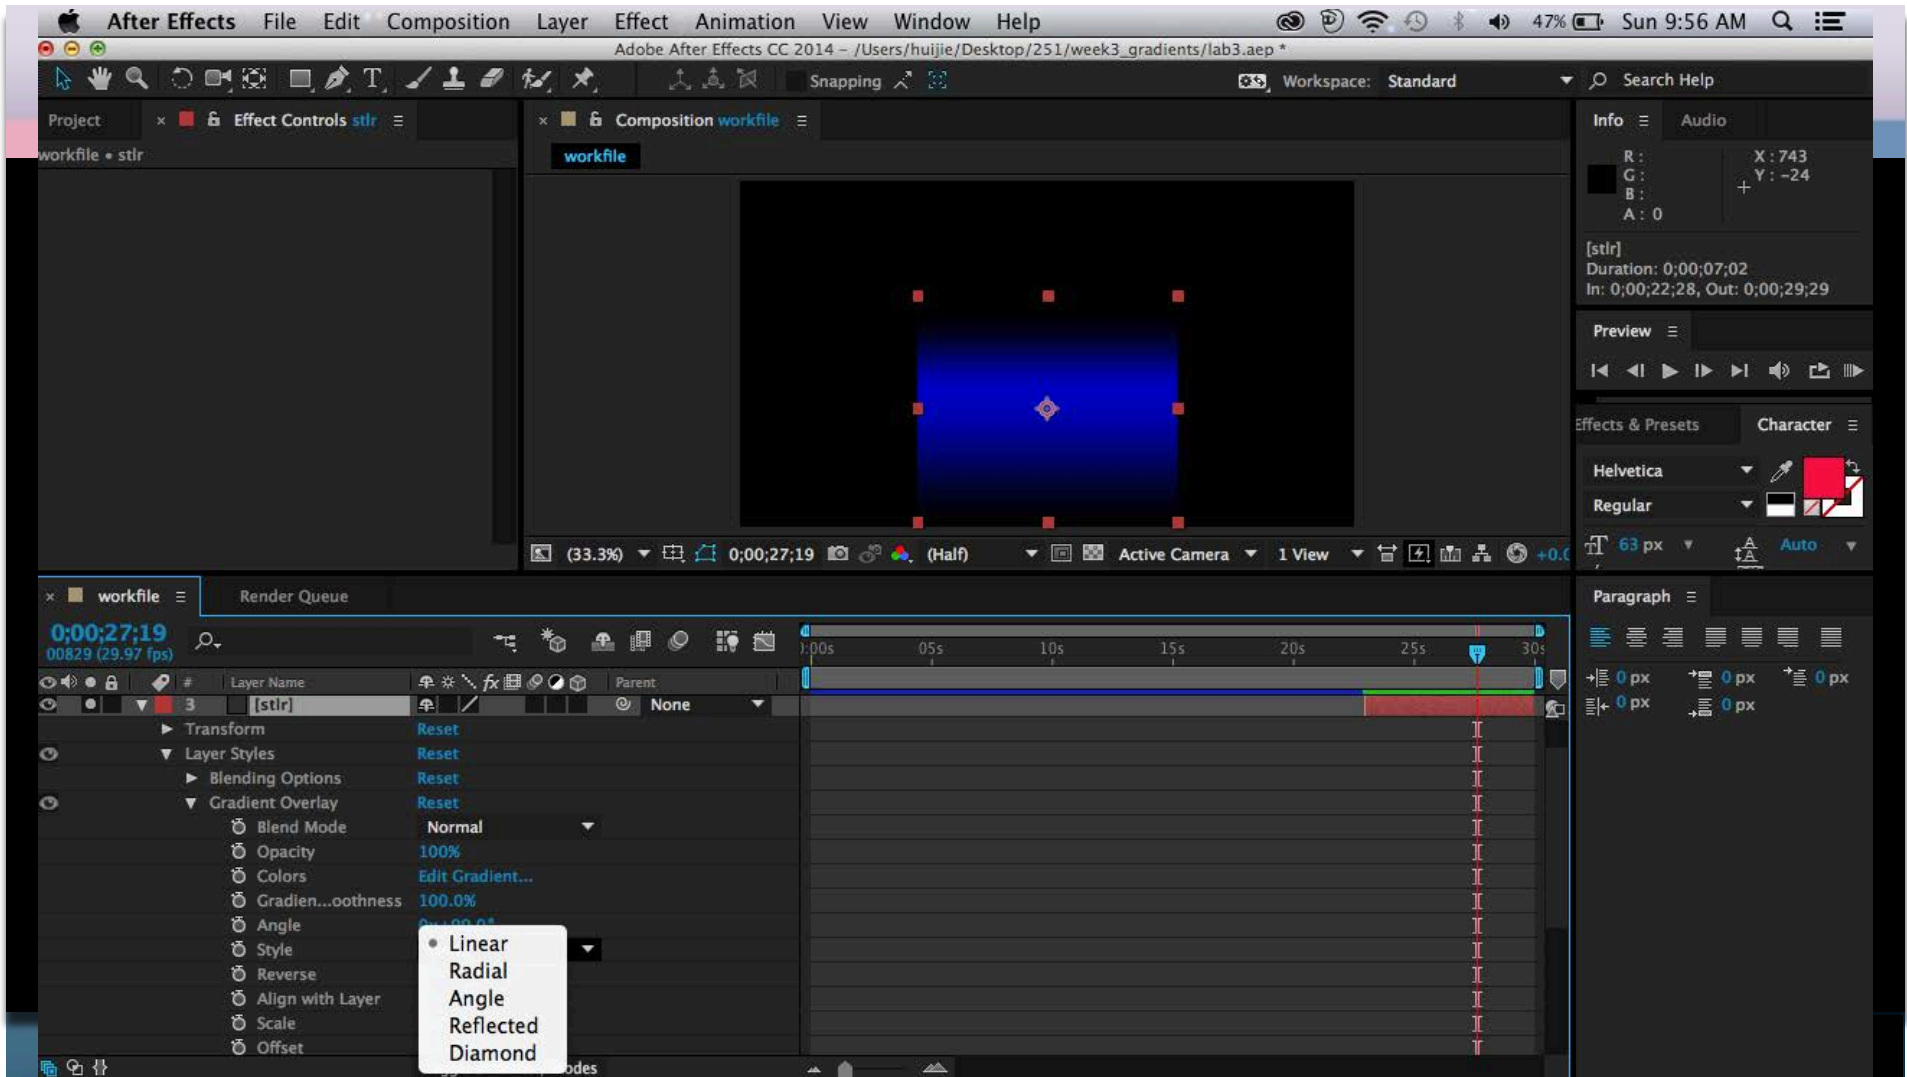 After Effects File Edit Composition Layer Effect Animation View Window Help 47% Sun 9:56 AM
Adobe After Effects CC 2014 – /Users/huijie/Desktop/251/week3_gradients/lab3.aep *
Snapping Workspace: Standard Search Help
Project × Effect Controls stlr
× Composition workfile
Info Audio
workfile • stlr
workfile
R :
G :
B :
A : 0
X : 743
Y : –24
[stlr]
Duration: 0;00;07;02
In: 0;00;22;28, Out: 0;00;29;29
Preview
Effects & Presets Character
Helvetica
Regular
63 px Auto
(33.3%) 0;00;27;19 (Half) Active Camera 1 View +0.0
× workfile Render Queue
Paragraph
0;00;27;19
00829 (29.97 fps)
):00s 05s 10s 15s 20s 25s 30s
# Layer Name fx Parent
0 px 0 px 0 px
0 px 0 px
3 [stlr] None
Transform Reset
Layer Styles Reset
Blending Options Reset
Gradient Overlay Reset
Blend Mode Normal
Opacity 100%
Colors Edit Gradient...
Gradien...oothness 100.0%
Angle
Style
Reverse
Align with Layer
Scale
Offset
• Linear
Radial
Angle
Reflected
Diamond